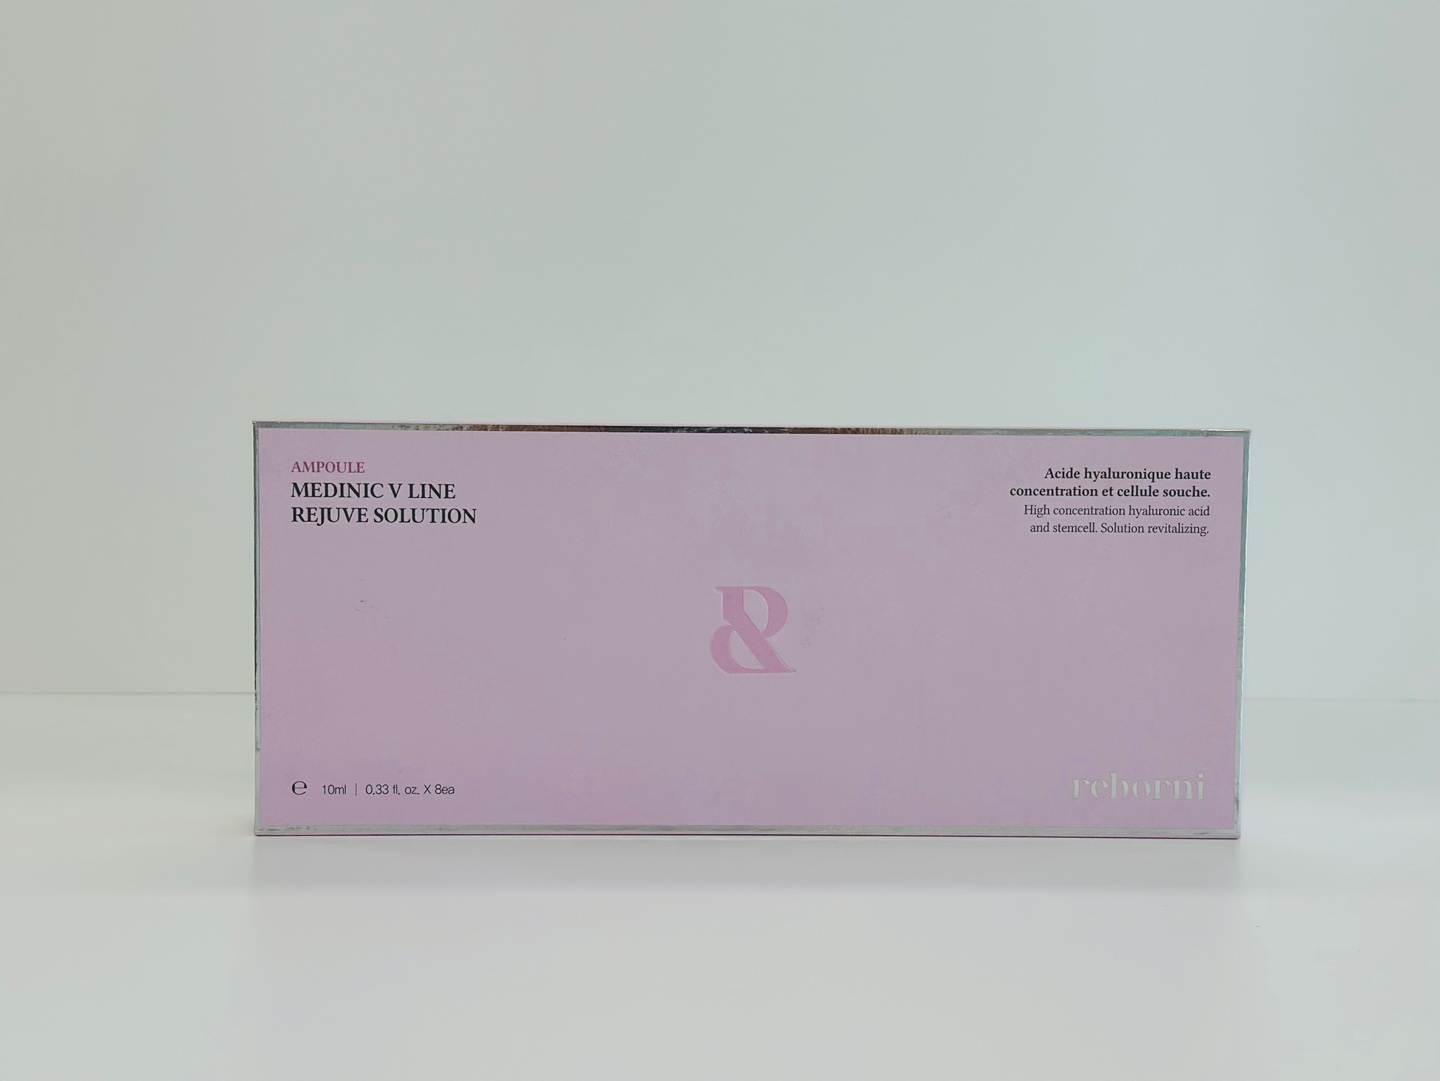 AMPOULE
MEDINIC V LINE
REJUVE SOLUTION
Acide hyaluronique haute
concentration et cellule souche.
High concentration hyaluronic acid
and stemcell. Solution revitalizing.
&
℮ 10ml | 0.33 fl. oz. X 8ea
reborni